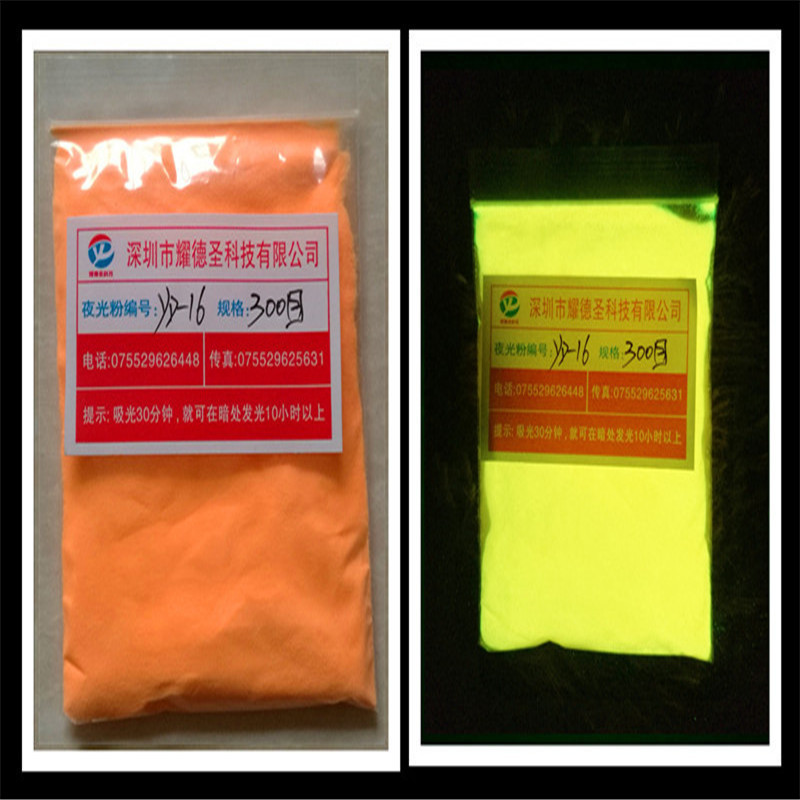 深圳市耀德圣科技有限公司
夜光粉编号: YD-16 规格: 300目
电话:075529626448 传真:075529625631
提示: 吸光30分钟,就可在暗处发光10小时以上
深圳市耀德圣科技有限公司
夜光粉编号: YD-16 规格: 300目
电话:075529626448 传真:075529625631
提示: 吸光30分钟,就可在暗处发光10小时以上